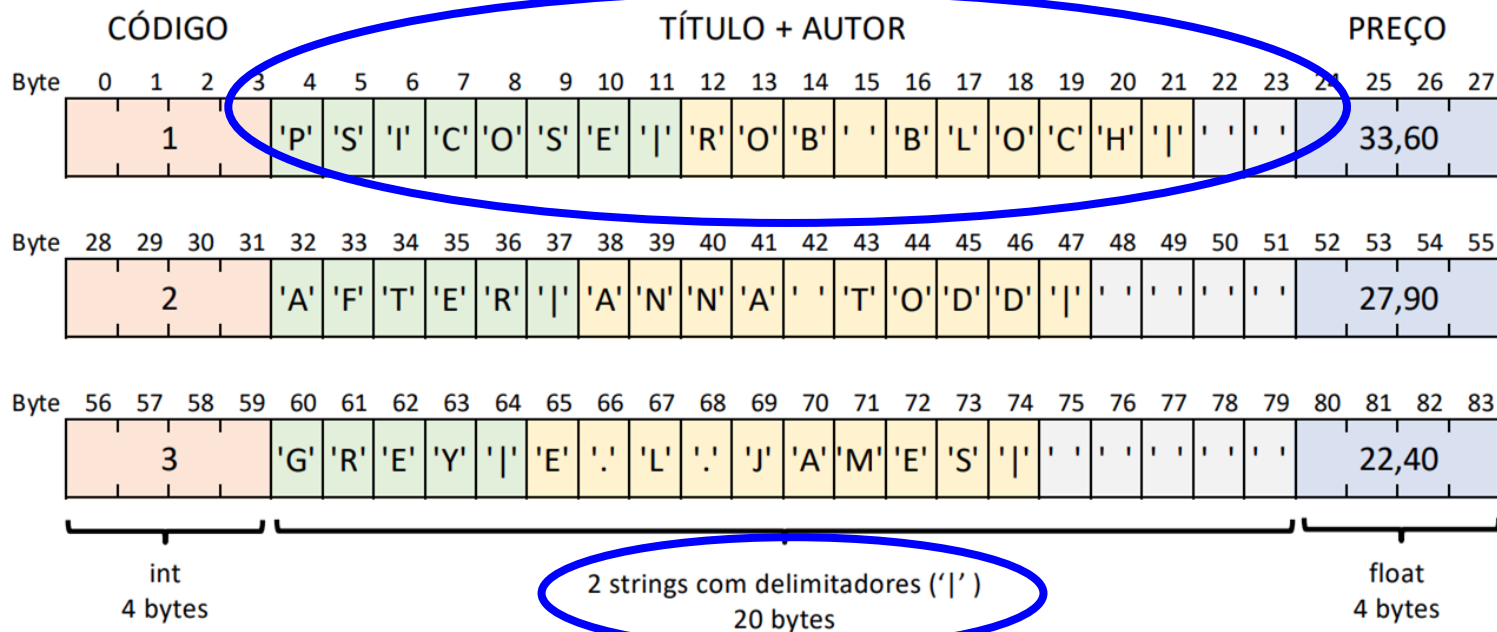 CÓDIGO TÍTULO + AUTOR PREÇO
Byte 0 1 2 3 4 5 6 7 8 9 10 11 12 13 14 15 16 17 18 19 20 21 22 23 24 25 26 27
1 'P' 'S' 'I' 'C' 'O' 'S' 'E' '|' 'R' 'O' 'B' ' ' 'B' 'L' 'O' 'C' 'H' '|' ' ' ' ' 33,60
Byte 28 29 30 31 32 33 34 35 36 37 38 39 40 41 42 43 44 45 46 47 48 49 50 51 52 53 54 55
2 'A' 'F' 'T' 'E' 'R' '|' 'A' 'N' 'N' 'A' ' ' 'T' 'O' 'D' 'D' '|' ' ' ' ' ' ' ' ' 27,90
Byte 56 57 58 59 60 61 62 63 64 65 66 67 68 69 70 71 72 73 74 75 76 77 78 79 80 81 82 83
3 'G' 'R' 'E' 'Y' '|' 'E' '.' 'L' '.' 'J' 'A' 'M' 'E' 'S' '|' ' ' ' ' ' ' ' ' ' ' 22,40
int 2 strings com delimitadores (‘|’ ) float
4 bytes 20 bytes 4 bytes